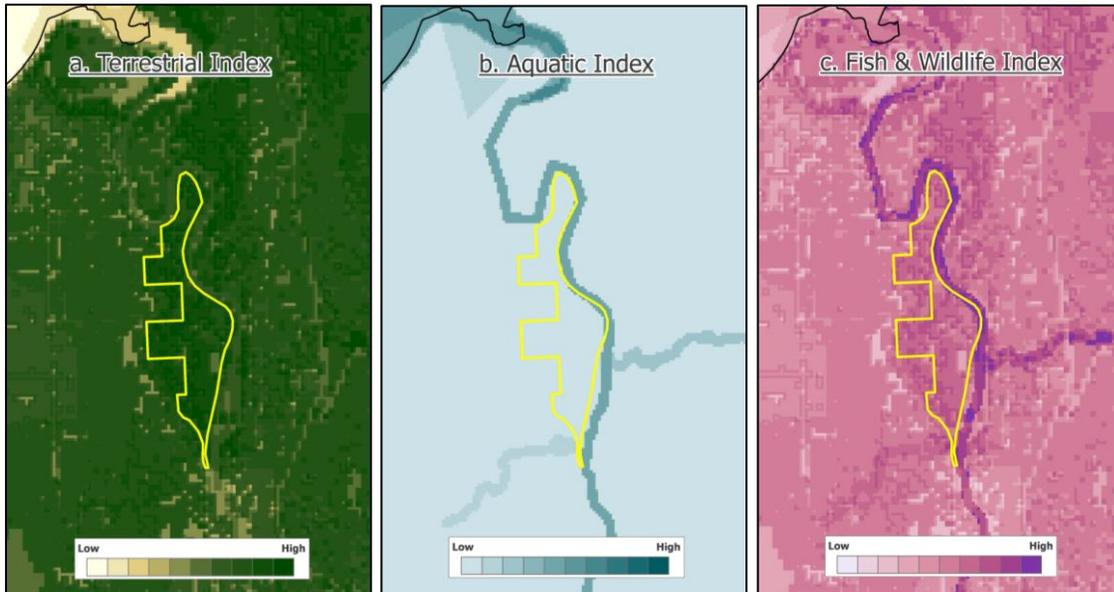 a. Terrestrial Index
b. Aquatic Index
c. Fish & Wildlife Index
Low High
Low High
Low High